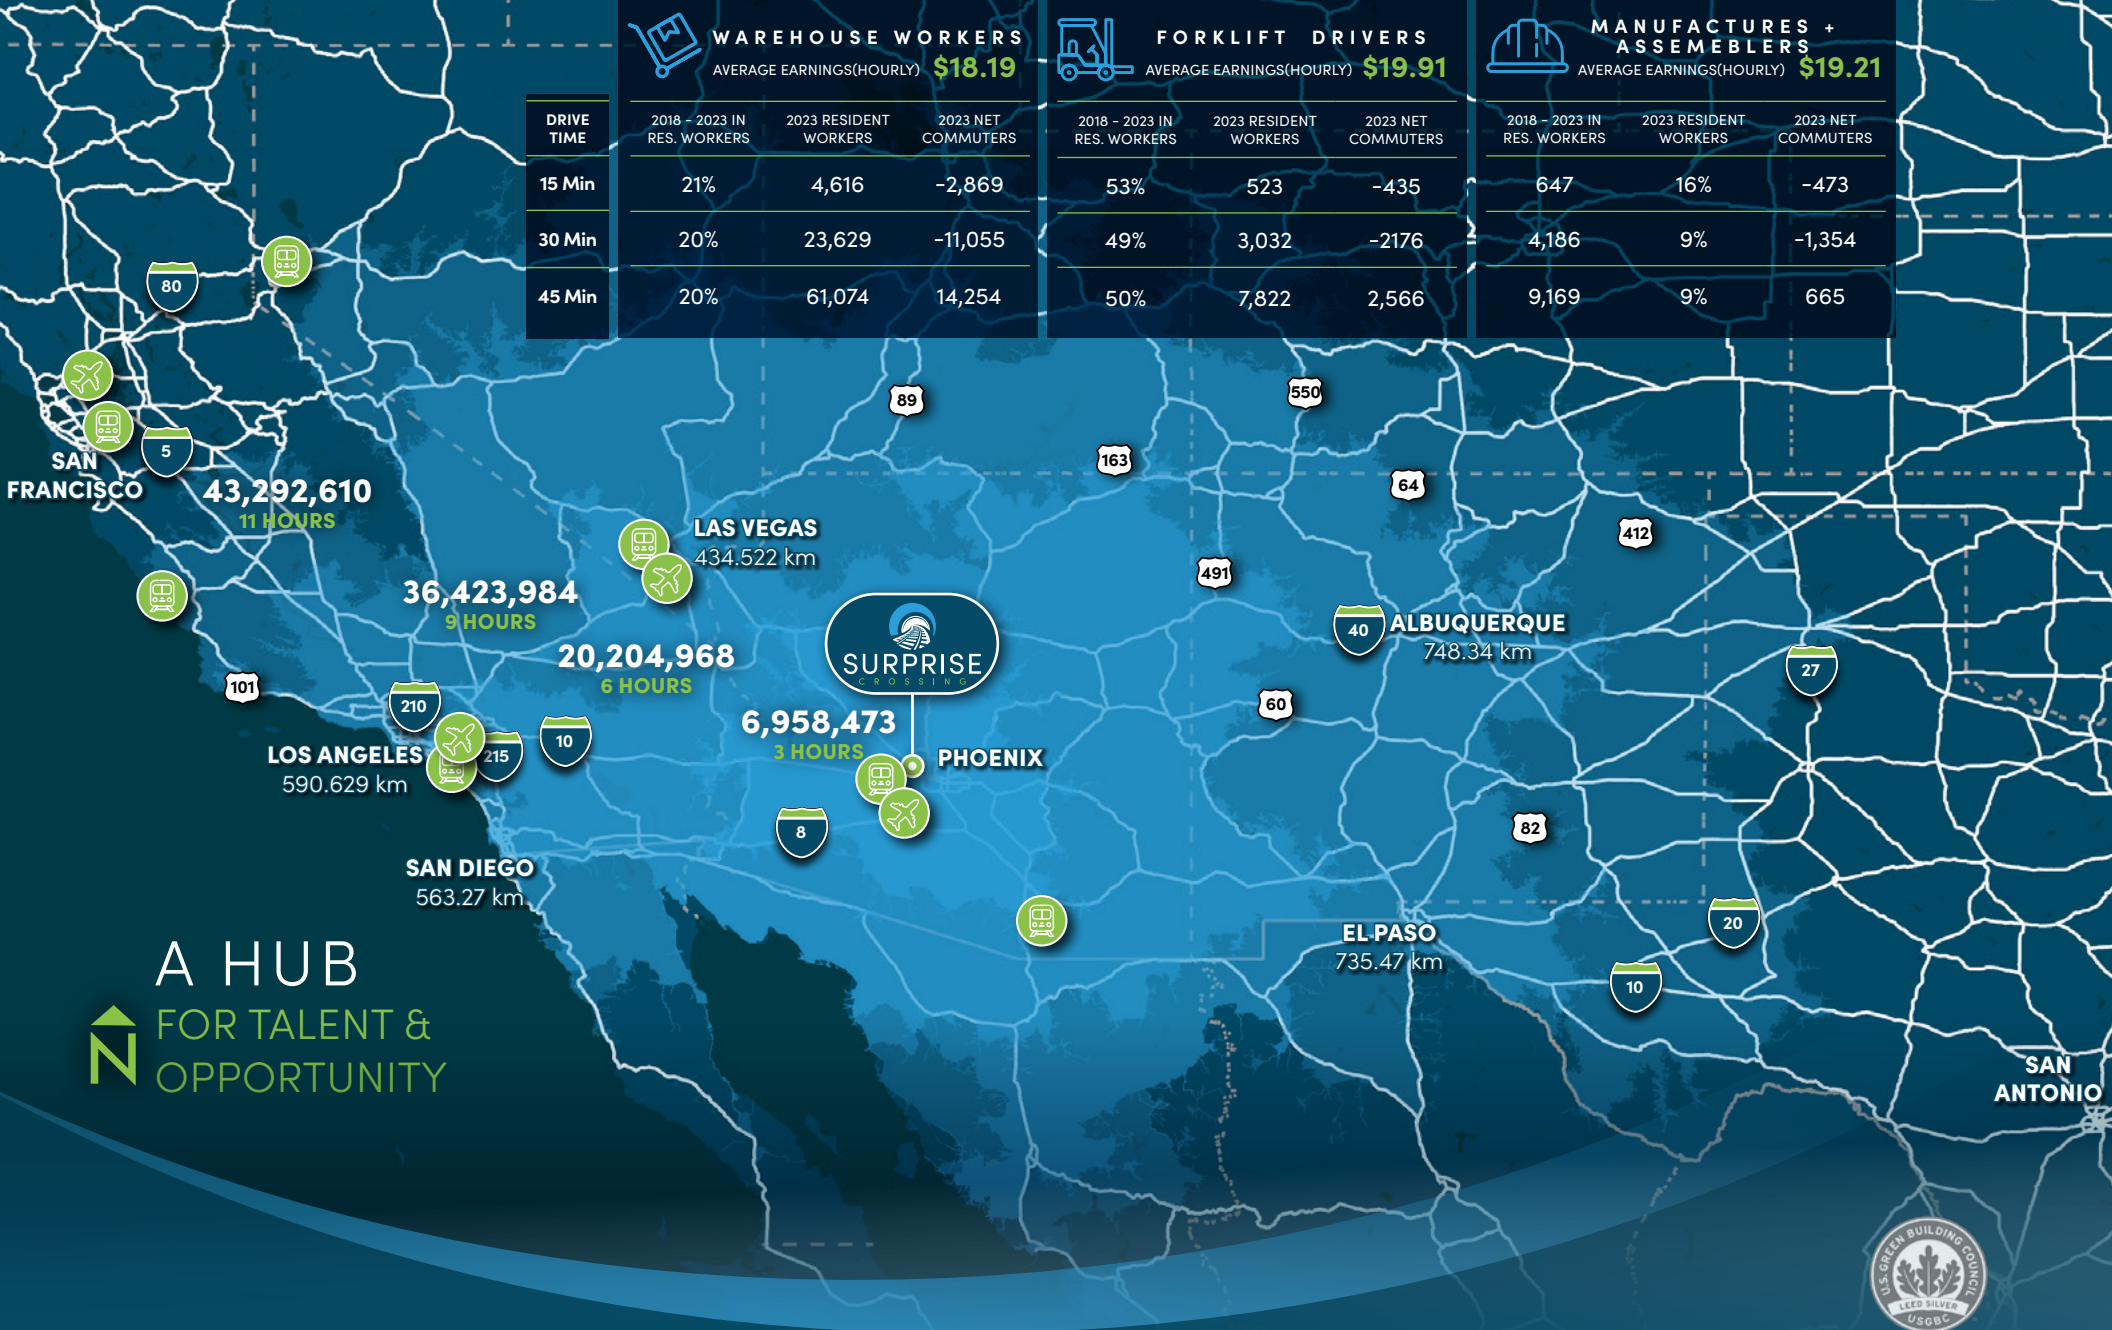 WAREHOUSE WORKERS
AVERAGE EARNINGS(HOURLY) $18.19
FORKLIFT DRIVERS
AVERAGE EARNINGS(HOURLY) $19.91
MANUFACTURES +
ASSEMEBLERS
AVERAGE EARNINGS(HOURLY) $19.21
DRIVE
TIME
2018 - 2023 IN
RES. WORKERS
2023 RESIDENT
WORKERS
2023 NET
COMMUTERS
2018 - 2023 IN
RES. WORKERS
2023 RESIDENT
WORKERS
2023 NET
COMMUTERS
2018 - 2023 IN
RES. WORKERS
2023 RESIDENT
WORKERS
2023 NET
COMMUTERS
15 Min 21% 4,616 -2,869 53% 523 -435 647 16% -473
30 Min 20% 23,629 -11,055 49% 3,032 -2176 4,186 9% -1,354
45 Min 20% 61,074 14,254 50% 7,822 2,566 9,169 9% 665
80
5
SAN
FRANCISCO
43,292,610
11 HOURS
89
550
163
64
412
491
LAS VEGAS
434.522 km
36,423,984
9 HOURS
20,204,968
6 HOURS
SURPRISE
CROSSING
40
ALBUQUERQUE
748.34 km
27
101
210
60
6,958,473
3 HOURS
LOS ANGELES
590.629 km
215
10
PHOENIX
8
82
SAN DIEGO
563.27 km
EL PASO
735.47 km
20
10
A HUB
N
FOR TALENT &
OPPORTUNITY
SAN
ANTONIO
U.S. GREEN BUILDING COUNCIL
LEED SILVER
USGBC